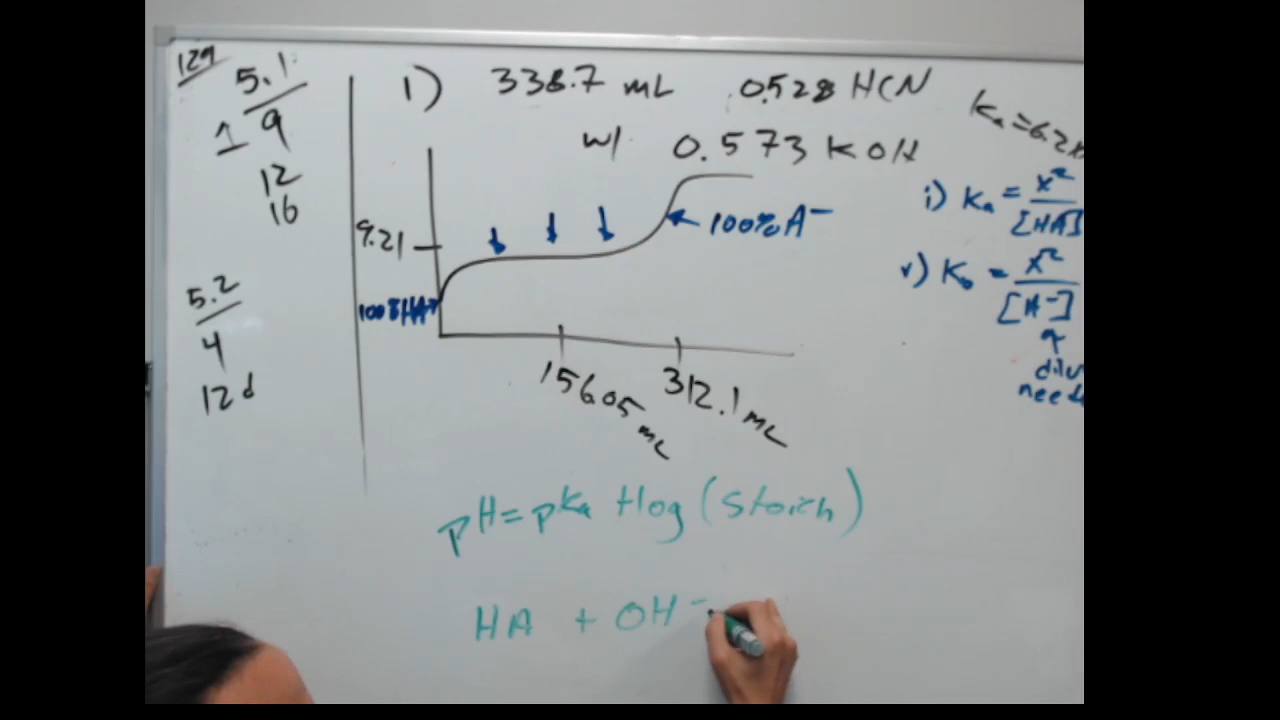 129
5.1
1 9
12
16
5.2
4
12d
1) 338.7 mL 0.528 HCN
w/ 0.573 KOH
Ka = 6.2x
9.21
100% HA
100% A⁻
156.05 mL
312.1 mL
i) Ka = x²
[HA]
v) Kb = x²
[A⁻]
dilu
need
pH = pKa + log (Stoich)
HA + OH⁻